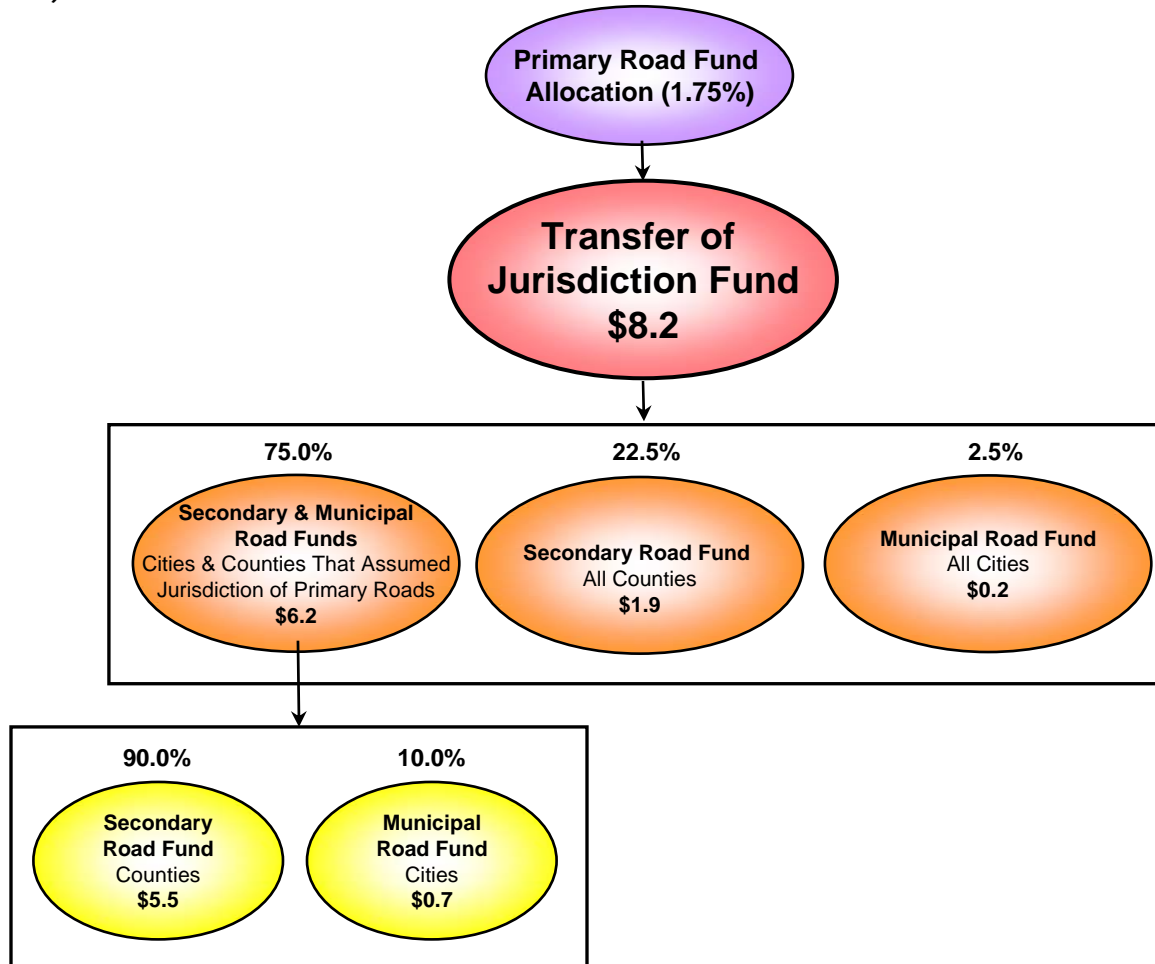 Primary Road Fund
Allocation (1.75%)
Transfer of
Jurisdiction Fund
$8.2
75.0%
22.5%
2.5%
Secondary & Municipal
Road Funds
Cities & Counties That Assumed
Jurisdiction of Primary Roads
$6.2
Secondary Road Fund
All Counties
$1.9
Municipal Road Fund
All Cities
$0.2
90.0%
10.0%
Secondary
Road Fund
Counties
$5.5
Municipal
Road Fund
Cities
$0.7